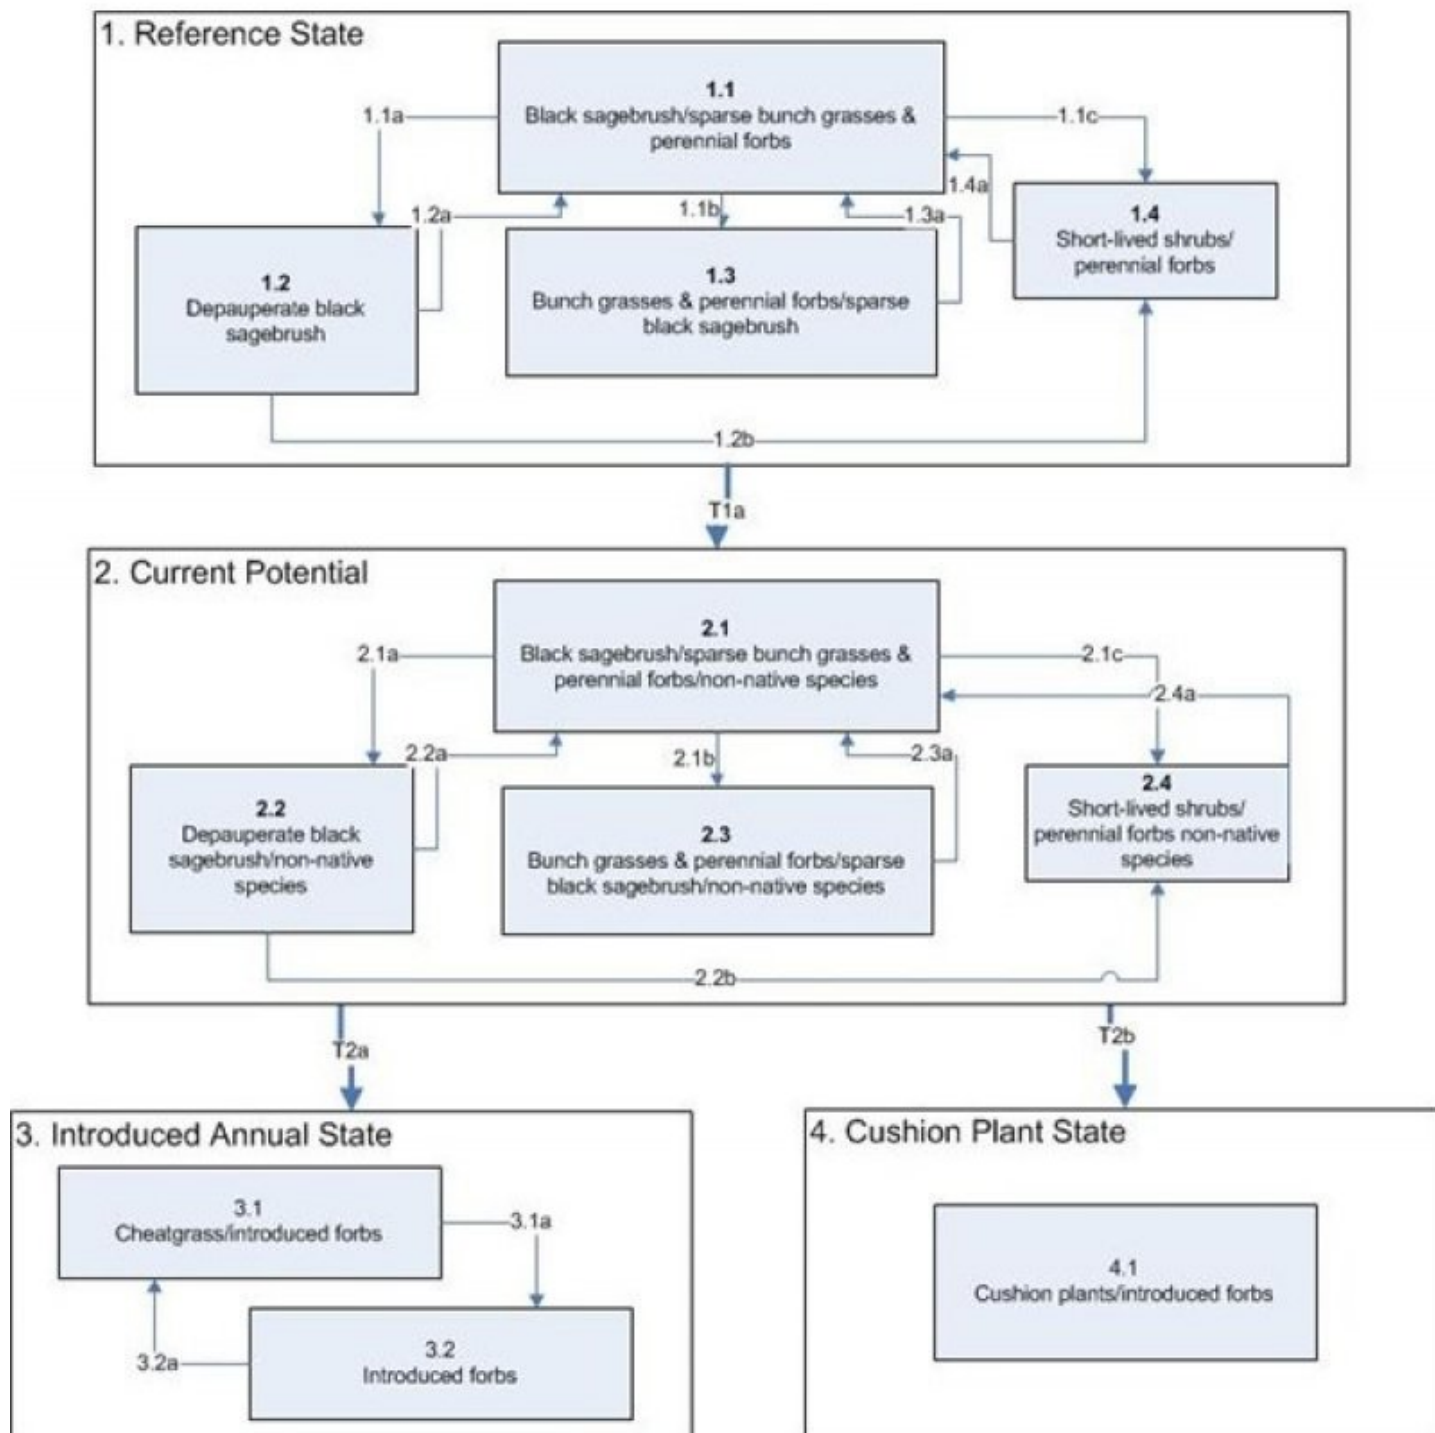 1. Reference State
1.1
Black sagebrush/sparse bunch grasses &
perennial forbs
1.1a
1.1c
1.4a
1.2a
1.1b
1.3a
1.4
Short-lived shrubs/
perennial forbs
1.2
Depauperate black
sagebrush
1.3
Bunch grasses & perennial forbs/sparse
black sagebrush
1.2b
T1a
2. Current Potential
2.1
Black sagebrush/sparse bunch grasses &
perennial forbs/non-native species
2.1a
2.1c
2.4a
2.2a
2.1b
2.3a
2.4
Short-lived shrubs/
perennial forbs non-native
species
2.2
Depauperate black
sagebrush/non-native
species
2.3
Bunch grasses & perennial forbs/sparse
black sagebrush/non-native species
2.2b
T2a
T2b
3. Introduced Annual State
3.1
Cheatgrass/introduced forbs
3.1a
3.2
Introduced forbs
3.2a
4. Cushion Plant State
4.1
Cushion plants/introduced forbs